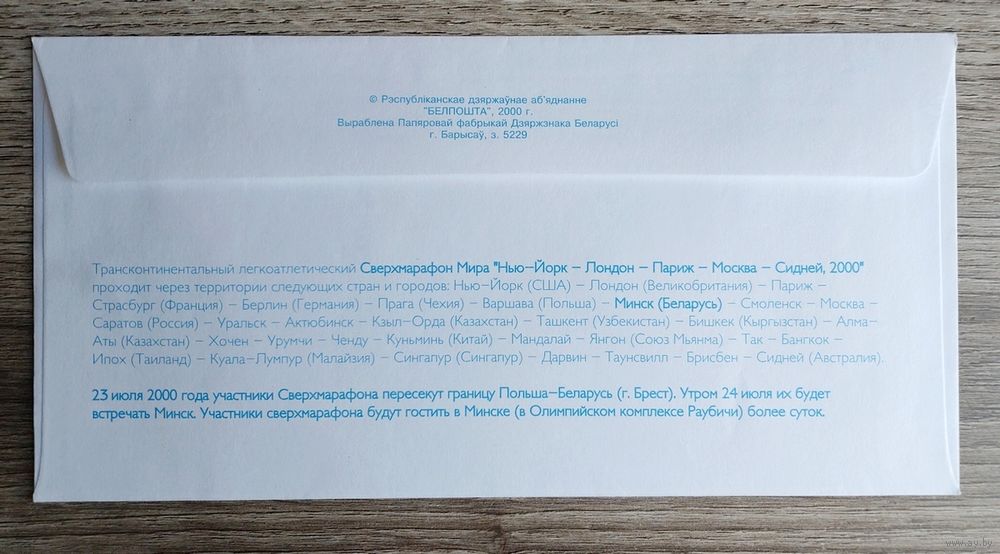 © Рэспубліканскае дзяржаўнае аб'яднанне
"БЕЛПОШТА", 2000 г.
Выраблена Папяровай фабрыкай Дзяржзнака Беларусі
г. Барысаў, з. 5229
Трансконтинентальный легкоатлетический Сверхмарафон Мира "Нью-Йорк – Лондон – Париж – Москва – Сидней, 2000"
проходит через территории следующих стран и городов: Нью-Йорк (США) – Лондон (Великобритания) – Париж –
Страсбург (Франция) – Берлин (Германия) – Прага (Чехия) – Варшава (Польша) – Минск (Беларусь) – Смоленск – Москва –
Саратов (Россия) – Уральск – Актюбинск – Кзыл-Орда (Казахстан) – Ташкент (Узбекистан) – Бишкек (Кыргызстан) – Алма-
Аты (Казахстан) – Хочен – Урумчи – Ченду – Куньминь (Китай) – Мандалай – Янгон (Союз Мьянма) – Так – Бангкок –
Ипох (Таиланд) – Куала-Лумпур (Малайзия) – Сингапур (Сингапур) – Дарвин – Таунсвилл – Брисбен – Сидней (Австралия).
23 июля 2000 года участники Сверхмарафона пересекут границу Польша-Беларусь (г. Брест). Утром 24 июля их будет
встречать Минск. Участники сверхмарафона будут гостить в Минске (в Олимпийском комплексе Раубичи) более суток.
www.ay.by